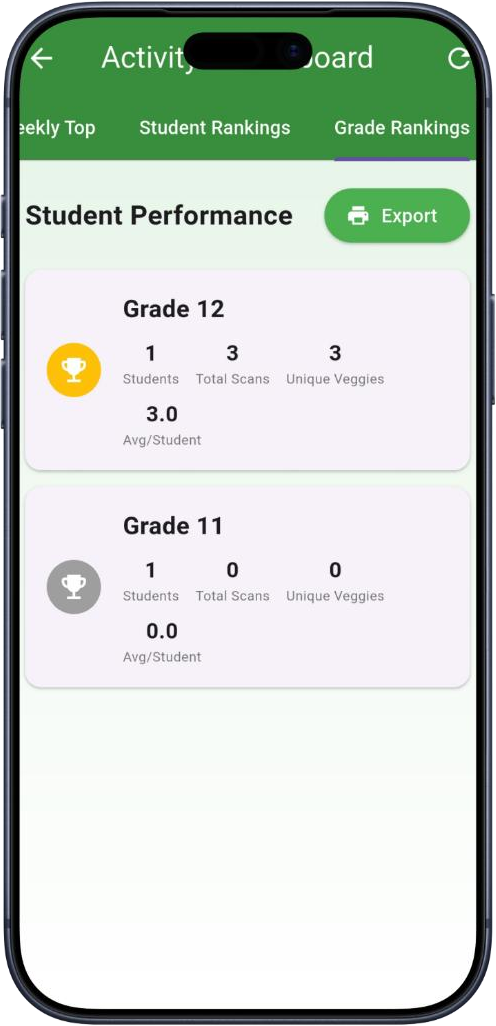 Activity oard
eekly Top Student Rankings Grade Rankings
Student Performance Export
Grade 12
1 3 3
Students Total Scans Unique Veggies
3.0
Avg/Student
Grade 11
1 0 0
Students Total Scans Unique Veggies
0.0
Avg/Student